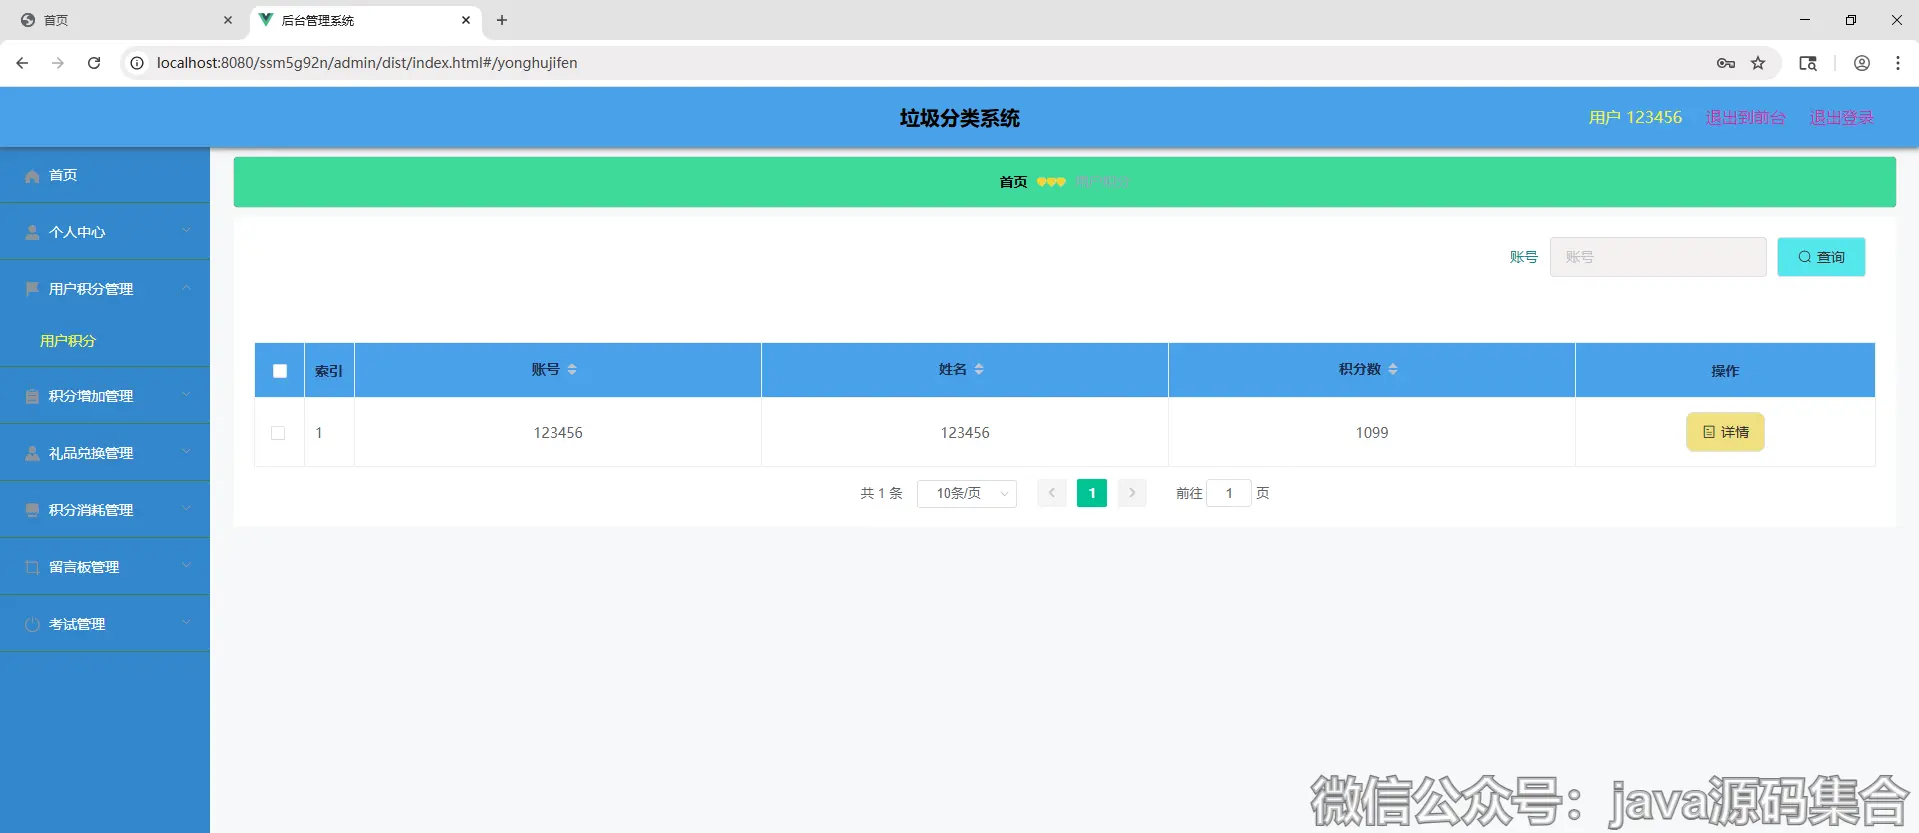 首页
后台管理系统
localhost:8080/ssm5g92n/admin/dist/index.html#/yonghujifen
垃圾分类系统
用户 123456 退出到前台 退出登录
首页
个人中心
用户积分管理
用户积分
积分增加管理
礼品兑换管理
积分消耗管理
留言板管理
考试管理
首页 用户积分
账号 账号 查询
索引 账号 姓名 积分数 操作
1 123456 123456 1099 详情
共 1 条 10条/页 1 前往 1 页
微信公众号：java源码集合